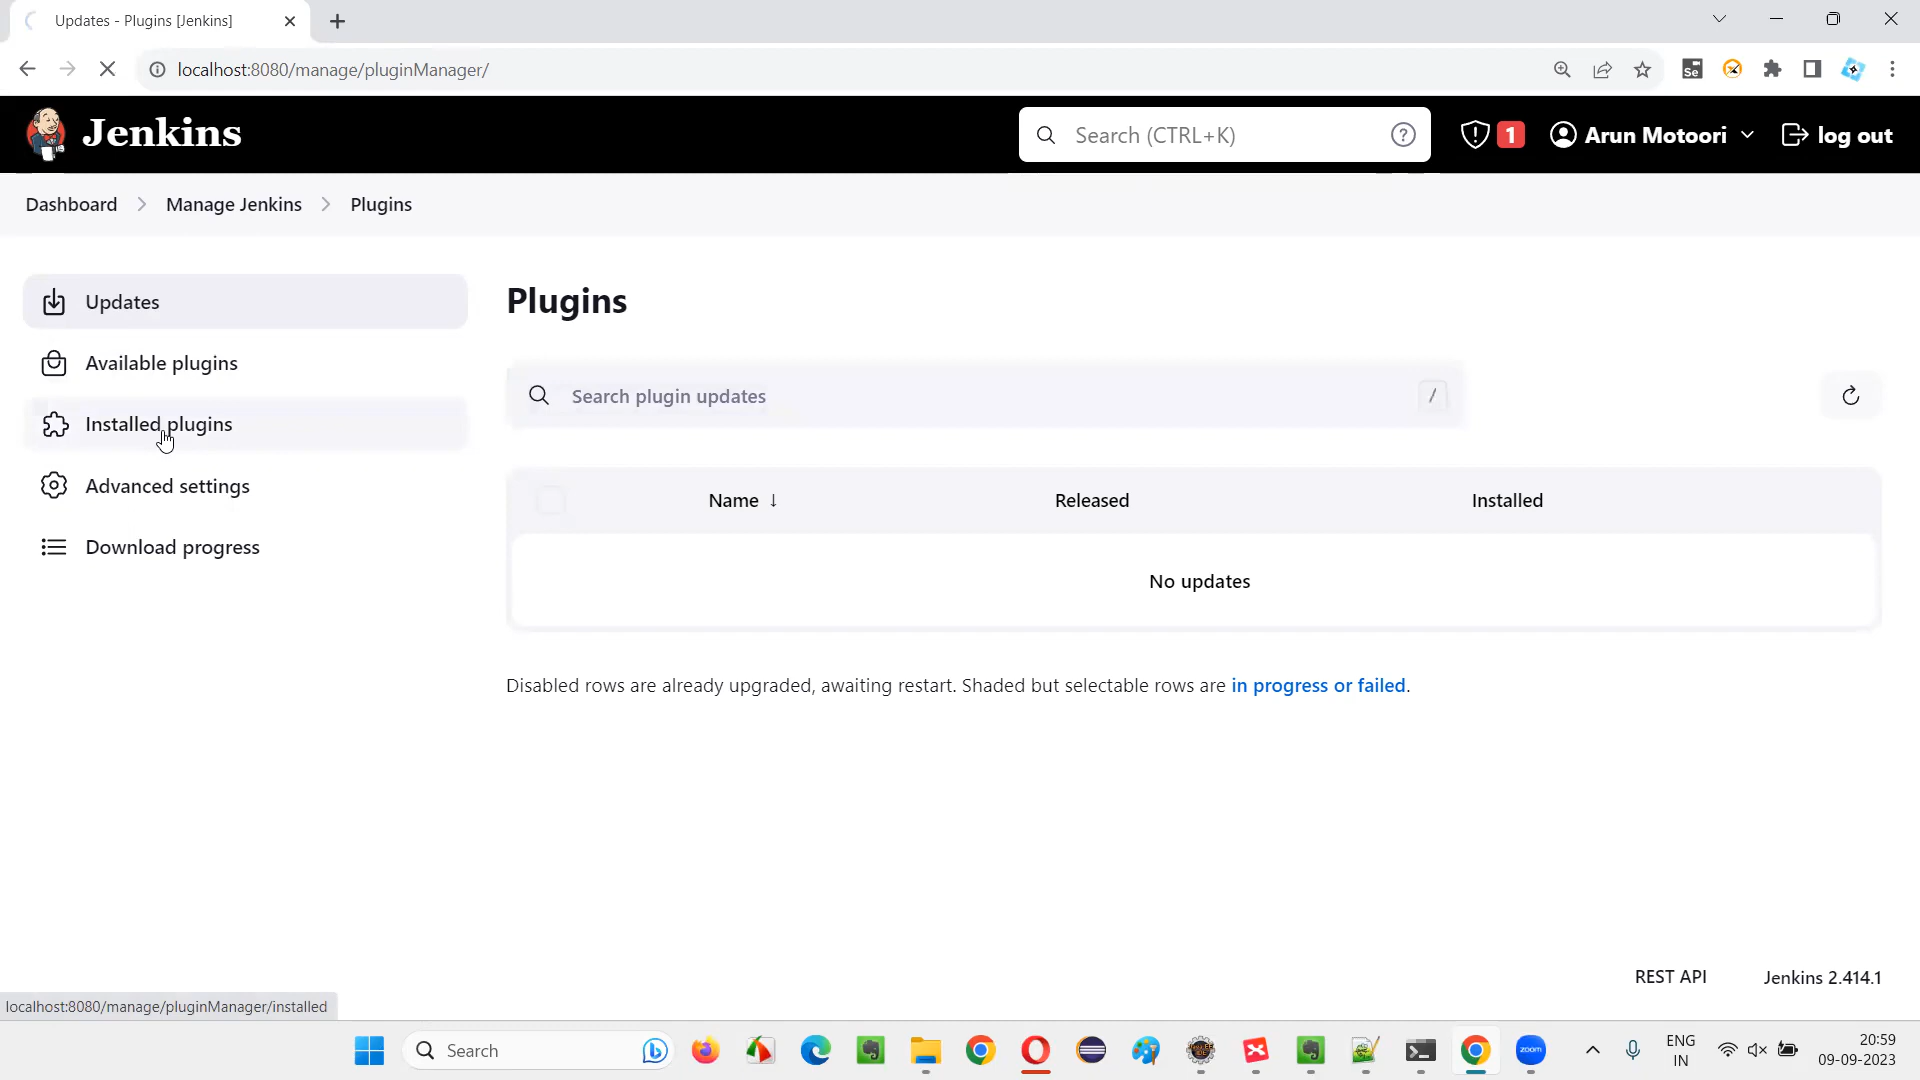 Updates - Plugins [Jenkins]
localhost:8080/manage/pluginManager/
Se
Jenkins
Search (CTRL+K)
?
1
Arun Motoori
log out
Dashboard
Manage Jenkins
Plugins
Updates
Available plugins
Installed plugins
Advanced settings
Download progress
Plugins
Search plugin updates
/
Name ↓
Released
Installed
No updates
Disabled rows are already upgraded, awaiting restart. Shaded but selectable rows are in progress or failed.
REST API
Jenkins 2.414.1
localhost:8080/manage/pluginManager/installed
Search
zoom
ENG
IN
20:59
09-09-2023